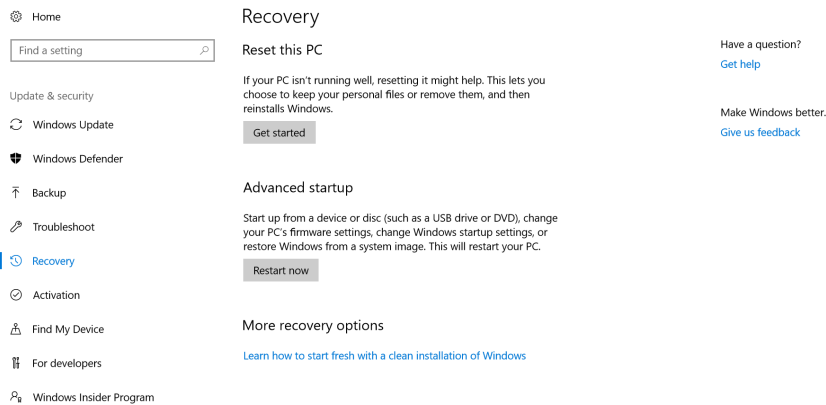 Home
Find a setting
Update & security
Windows Update
Windows Defender
Backup
Troubleshoot
Recovery
Activation
Find My Device
For developers
Windows Insider Program
Recovery
Reset this PC
If your PC isn't running well, resetting it might help. This lets you
choose to keep your personal files or remove them, and then
reinstalls Windows.
Get started
Advanced startup
Start up from a device or disc (such as a USB drive or DVD), change
your PC's firmware settings, change Windows startup settings, or
restore Windows from a system image. This will restart your PC.
Restart now
More recovery options
Learn how to start fresh with a clean installation of Windows
Have a question?
Get help
Make Windows better.
Give us feedback